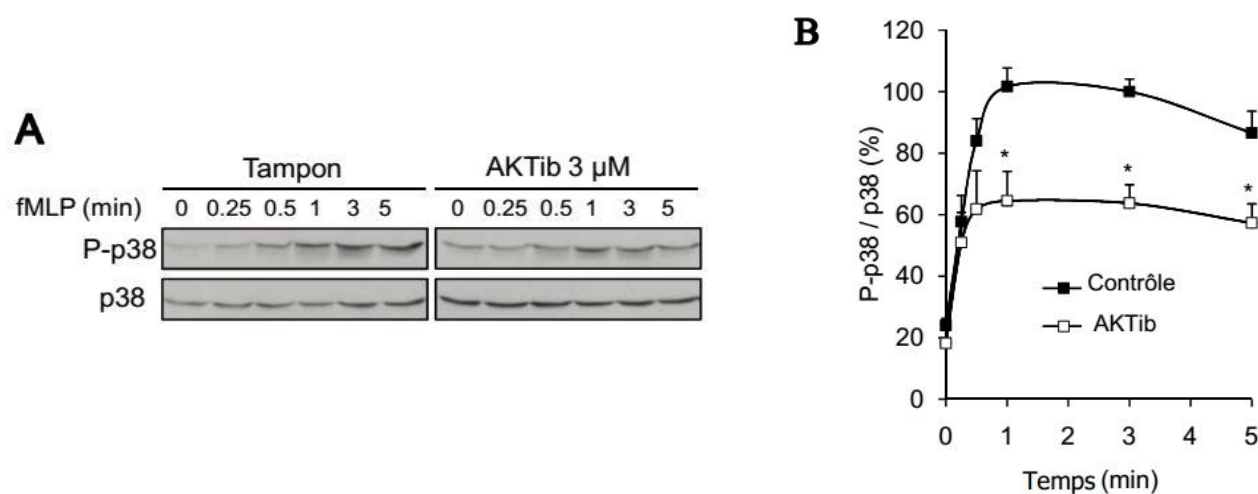 A
Tampon
AKTib 3 µM
fMLP (min)
0 0.25 0.5 1 3 5
0 0.25 0.5 1 3 5
P-p38
p38
B
P-p38 / p38 (%)
120
100
80
60
40
20
0
* * *
Contrôle
AKTib
0 1 2 3 4 5
Temps (min)